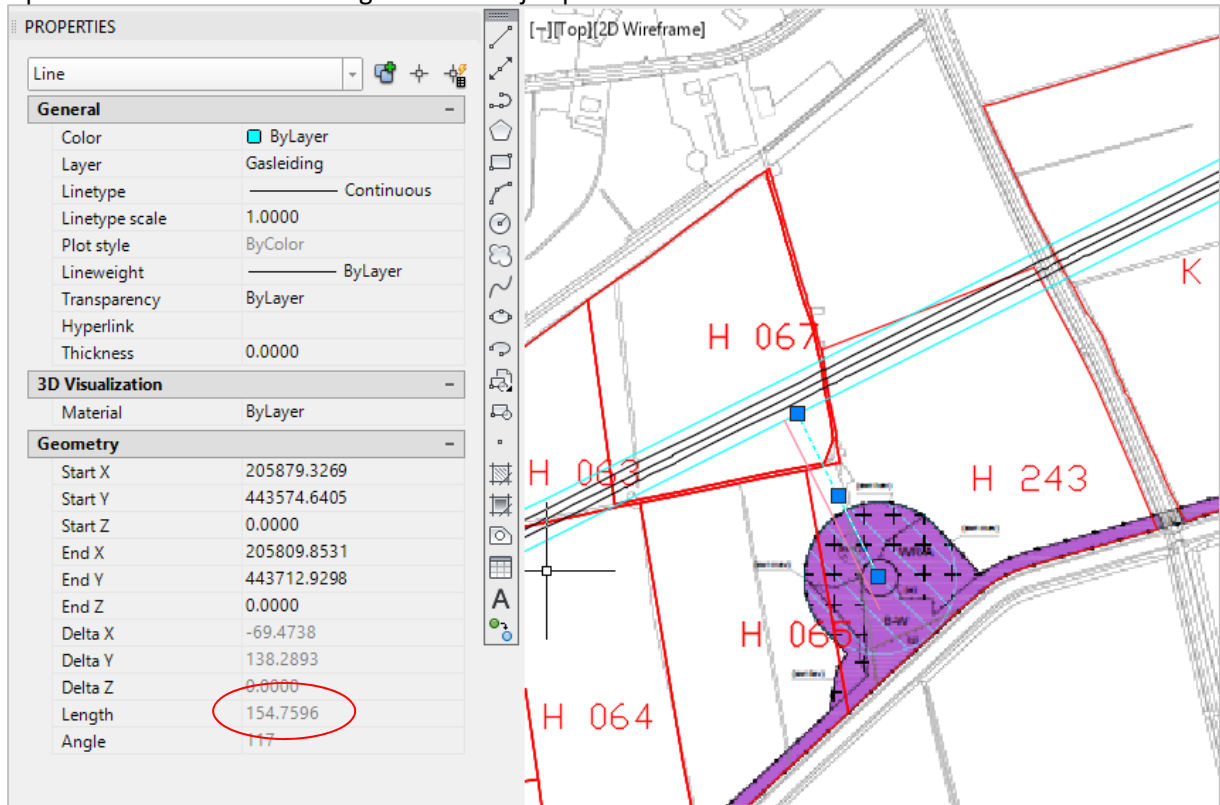 PROPERTIES
Line
General
Color ByLayer
Layer Gasleiding
Linetype Continuous
Linetype scale 1.0000
Plot style ByColor
Lineweight ByLayer
Transparency ByLayer
Hyperlink
Thickness 0.0000
3D Visualization
Material ByLayer
Geometry
Start X 205879.3269
Start Y 443574.6405
Start Z 0.0000
End X 205809.8531
End Y 443712.9298
End Z 0.0000
Delta X -69.4738
Delta Y 138.2893
Delta Z 0.0000
Length 154.7596
Angle 117
A
[−][Top][2D Wireframe]
K
H 067
H 063
H 243
B-W
H 065
H 064